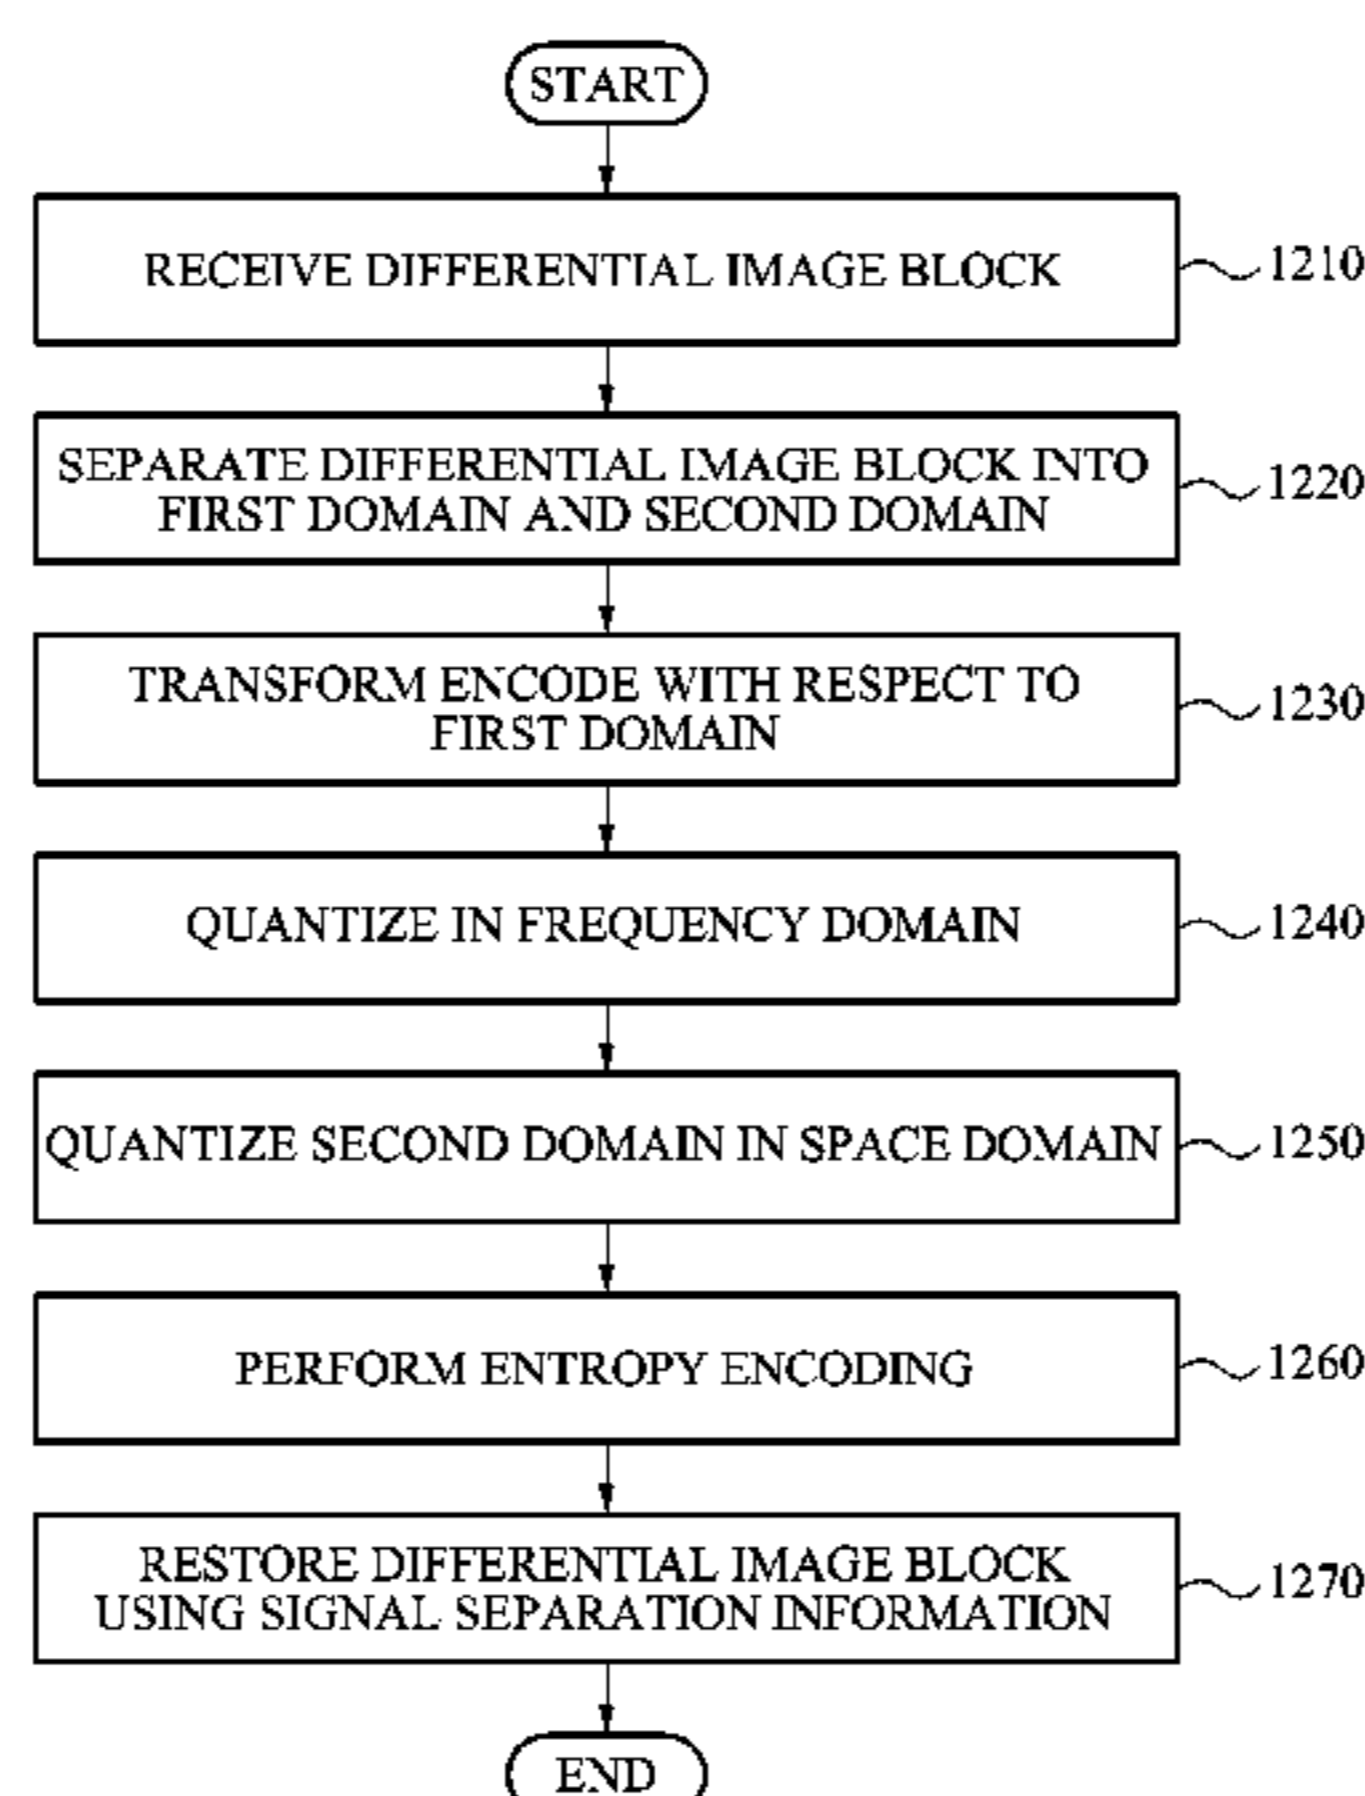 START
RECEIVE DIFFERENTIAL IMAGE BLOCK
1210
SEPARATE DIFFERENTIAL IMAGE BLOCK INTO
FIRST DOMAIN AND SECOND DOMAIN
1220
TRANSFORM ENCODE WITH RESPECT TO
FIRST DOMAIN
1230
QUANTIZE IN FREQUENCY DOMAIN
1240
QUANTIZE SECOND DOMAIN IN SPACE DOMAIN
1250
PERFORM ENTROPY ENCODING
1260
RESTORE DIFFERENTIAL IMAGE BLOCK
USING SIGNAL SEPARATION INFORMATION
1270
END